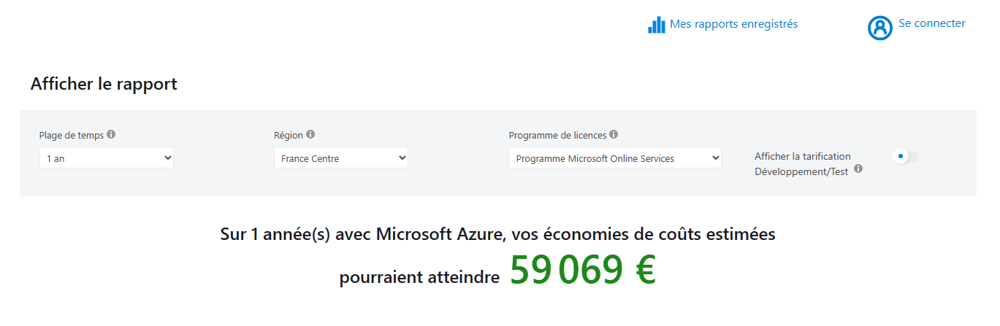 Mes rapports enregistrés
Se connecter
Afficher le rapport
Plage de temps
Région
Programme de licences
1 an
France Centre
Programme Microsoft Online Services
Afficher la tarification
Développement/Test
Sur 1 année(s) avec Microsoft Azure, vos économies de coûts estimées
pourraient atteindre 59 069 €